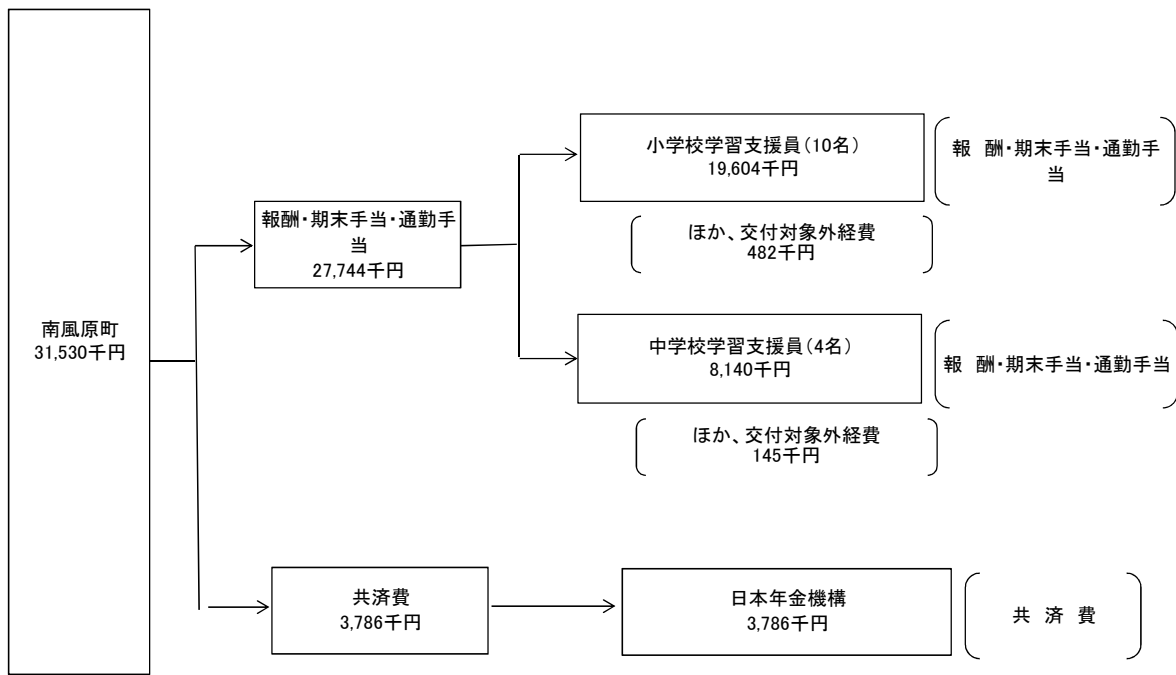 南風原町
31,530千円
報酬・期末手当・通勤手
当
27,744千円
小学校学習支援員(10名)
19,604千円
報 酬・期末手当・通勤手
当
ほか、交付対象外経費
482千円
中学校学習支援員(4名)
8,140千円
報 酬・期末手当・通勤手当
ほか、交付対象外経費
145千円
共済費
3,786千円
日本年金機構
3,786千円
共 済 費